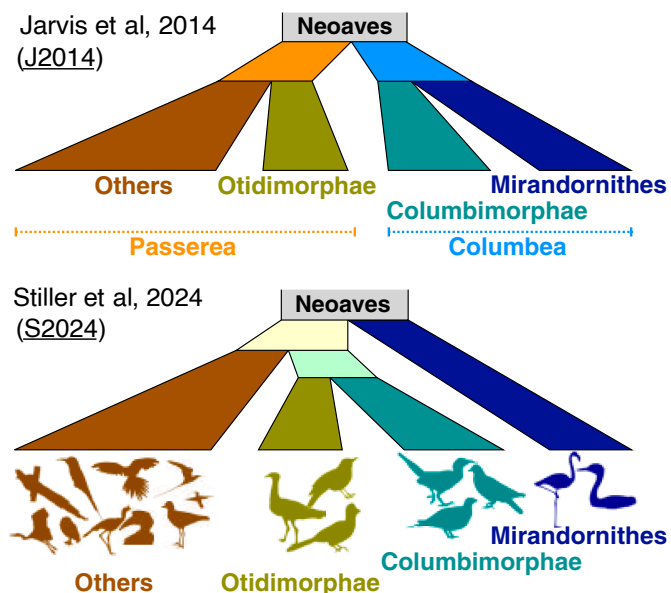 Jarvis et al, 2014
(J2014)
Neoaves
Others
Otidimorphae
Mirandornithes
Columbimorphae
Passerea
Columbea
Stiller et al, 2024
(S2024)
Neoaves
Mirandornithes
Columbimorphae
Others
Otidimorphae